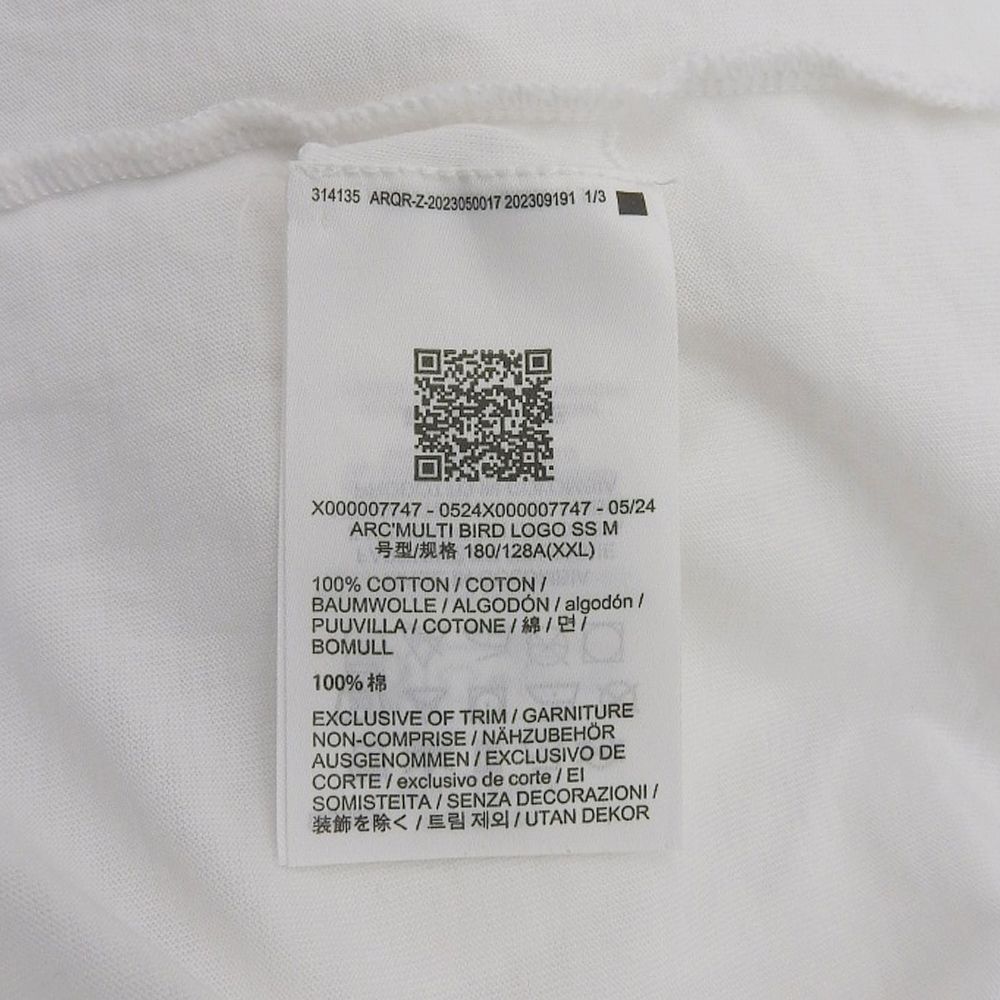 314135 ARQR-Z-2023050017 202309191 1/3
X000007747 - 0524X000007747 - 05/24
ARC'MULTI BIRD LOGO SS M
号型/规格 180/128A(XXL)
100% COTTON / COTON /
BAUMWOLLE / ALGODÓN / algodón /
PUUVILLA / COTONE / 綿 / 면 /
BOMULL
100% 棉
EXCLUSIVE OF TRIM / GARNITURE
NON-COMPRISE / NÄHZUBEHÖR
AUSGENOMMEN / EXCLUSIVO DE
CORTE / exclusivo de corte / EI
SOMISTEITA / SENZA DECORAZIONI /
装飾を除く / 트림 제외 / UTAN DEKOR